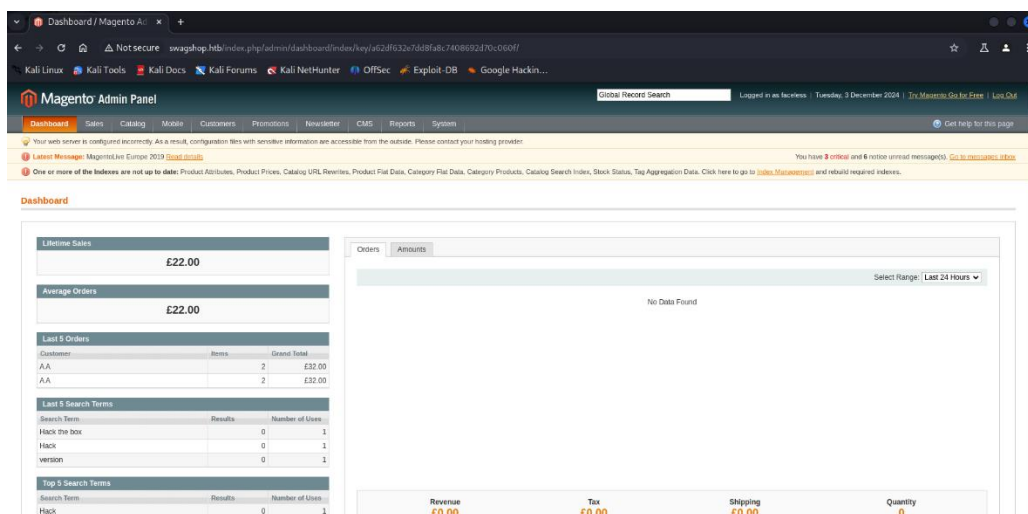 Dashboard / Magento Ad × +
Not secure swagshop.htb/index.php/admin/dashboard/index/key/a62df632e7dd8fa8c7408692d70c060f/
Kali Linux Kali Tools Kali Docs Kali Forums Kali NetHunter OffSec Exploit-DB Google Hackin...
Magento Admin Panel Global Record Search Logged in as faceless | Tuesday, 3 December 2024 | Try Magento Go for Free | Log Out
Dashboard Sales Catalog Mobile Customers Promotions Newsletter CMS Reports System Get help for this page
Your web server is configured incorrectly. As a result, configuration files with sensitive information are accessible from the outside. Please contact your hosting provider.
Latest Message: MagentoLive Europe 2019 Read details You have 3 critical and 6 notice unread message(s). Go to messages inbox
One or more of the Indexes are not up to date: Product Attributes, Product Prices, Catalog URL Rewrites, Product Flat Data, Category Flat Data, Category Products, Catalog Search Index, Stock Status, Tag Aggregation Data. Click here to go to Index Management and rebuild required indexes.
Dashboard
Lifetime Sales
£22.00
Average Orders
£22.00
Last 5 Orders
Customer Items Grand Total
A A 2 £32.00
A A 2 £32.00
Last 5 Search Terms
Search Term Results Number of Uses
Hack the box 0 1
Hack 0 1
version 0 1
Top 5 Search Terms
Search Term Results Number of Uses
Hack 0 1
Orders Amounts
Select Range: Last 24 Hours
No Data Found
Revenue Tax Shipping Quantity
£0.00 £0.00 £0.00 0